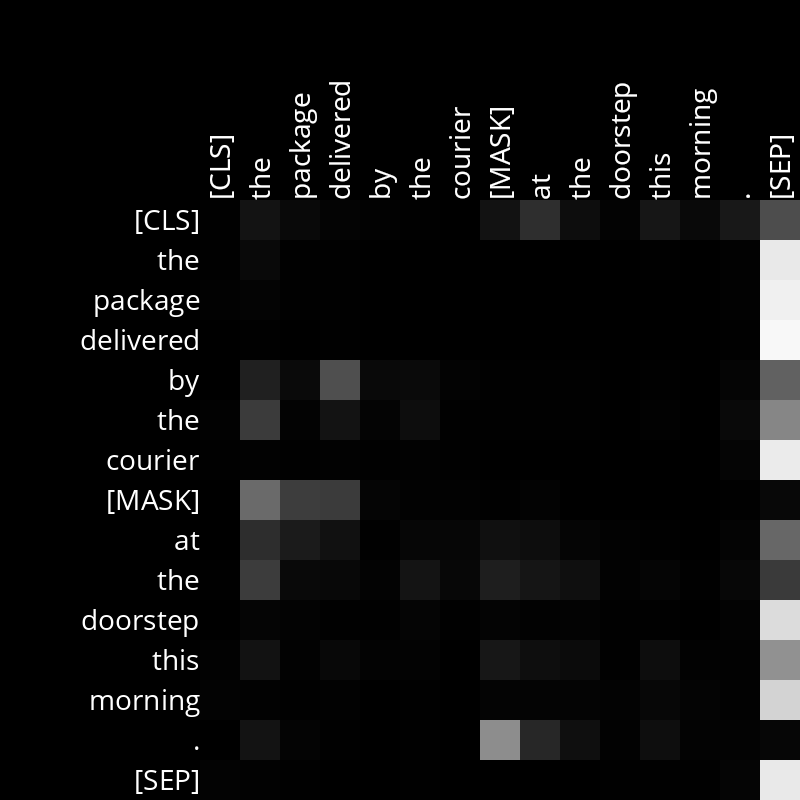 [CLS] the package delivered by the courier [MASK] at the doorstep this morning . [SEP]
[CLS]
the
package
delivered
by
the
courier
[MASK]
at
the
doorstep
this
morning
.
[SEP]